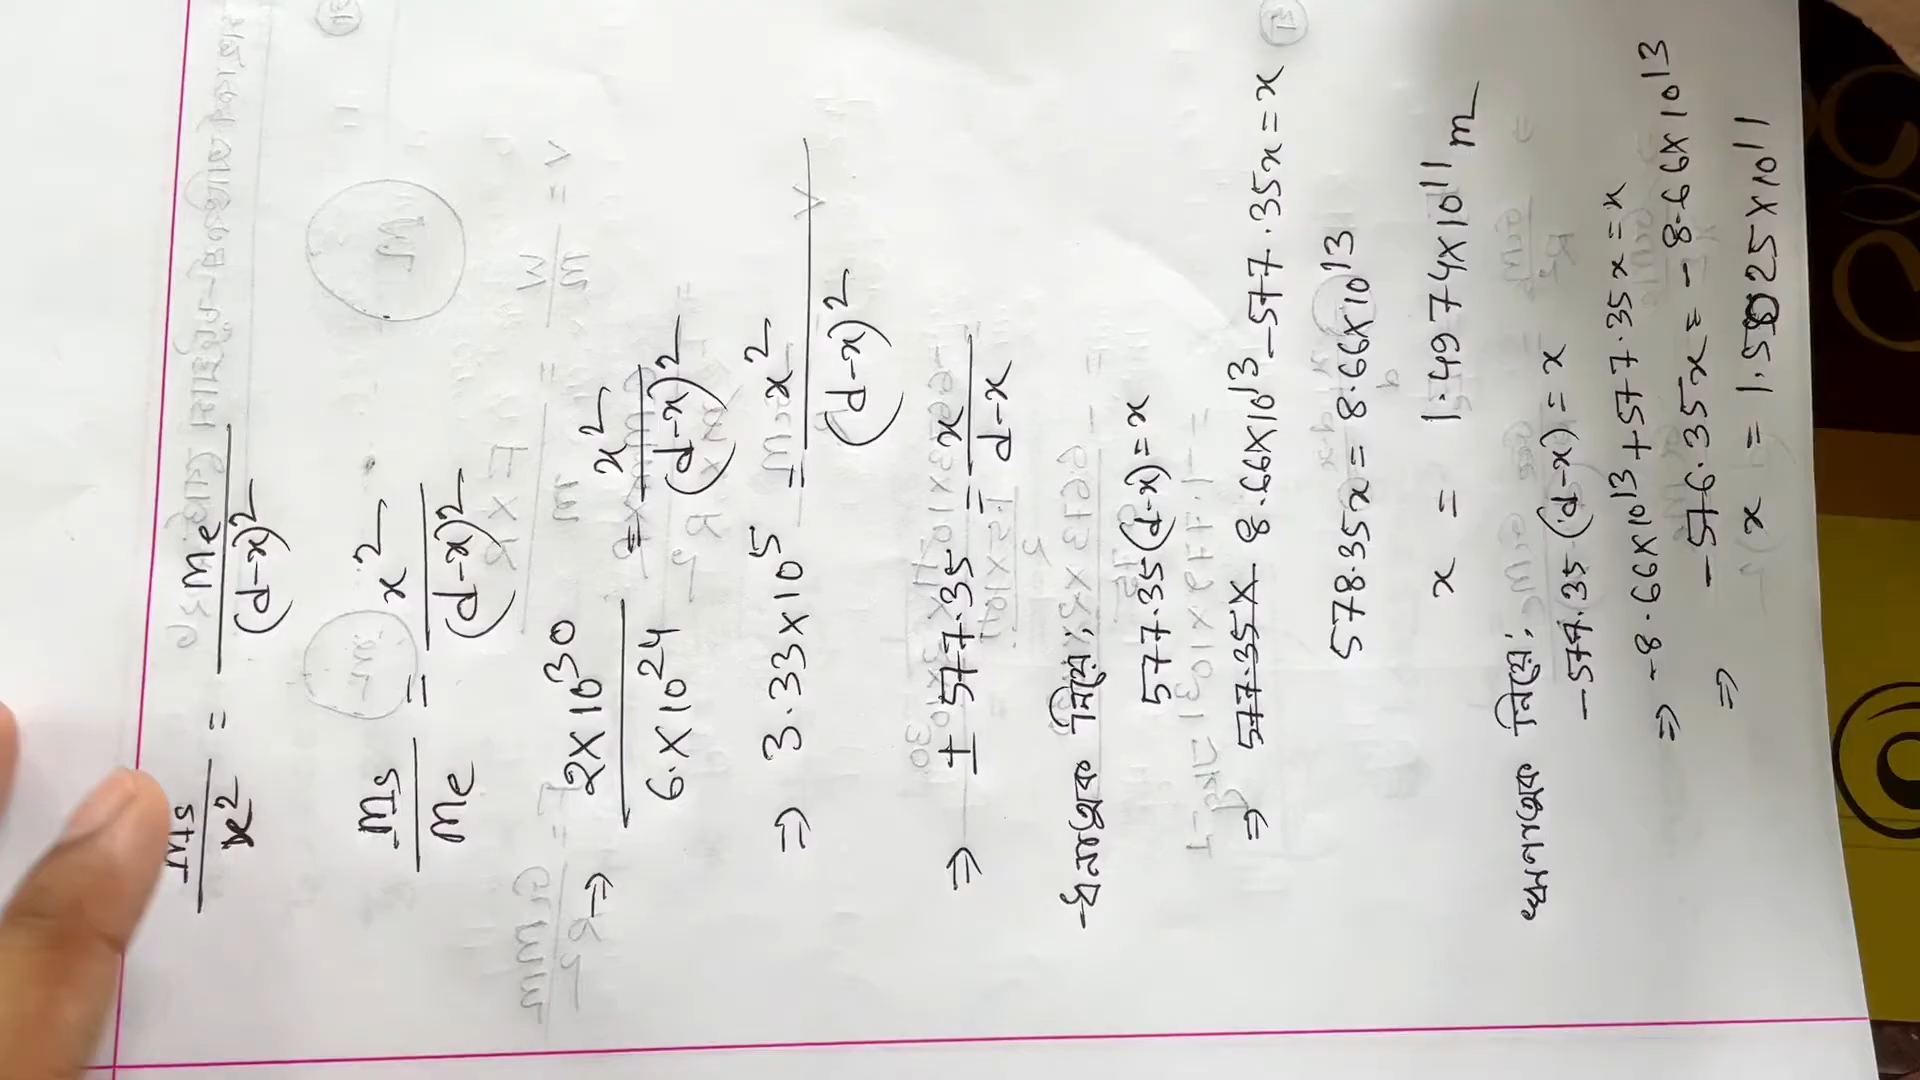 Ms/x² = Me/(d-x)²
Ms/Me = x²/(d-x)²
⇒ 2×10³⁰/6×10²⁴ = x²/(d-x)²
⇒ 3.33×10⁵ = x²/(d-x)²
⇒ ± 577.35 = x/d-x
ধনাত্মক নিয়ে;
577.35(d-x)=x
⇒ 577.35× 8.66×10¹³-577.35x=x
578.35x=8.66×10¹³
x = 1.4974×10¹¹ m
ঋণাত্মক নিয়ে;
-577.35 (d-x)=x
⇒ -8.66×10¹³+577.35x=x
⇒ -576.35x=-8.66×10¹³
x = 1.5025×10¹¹